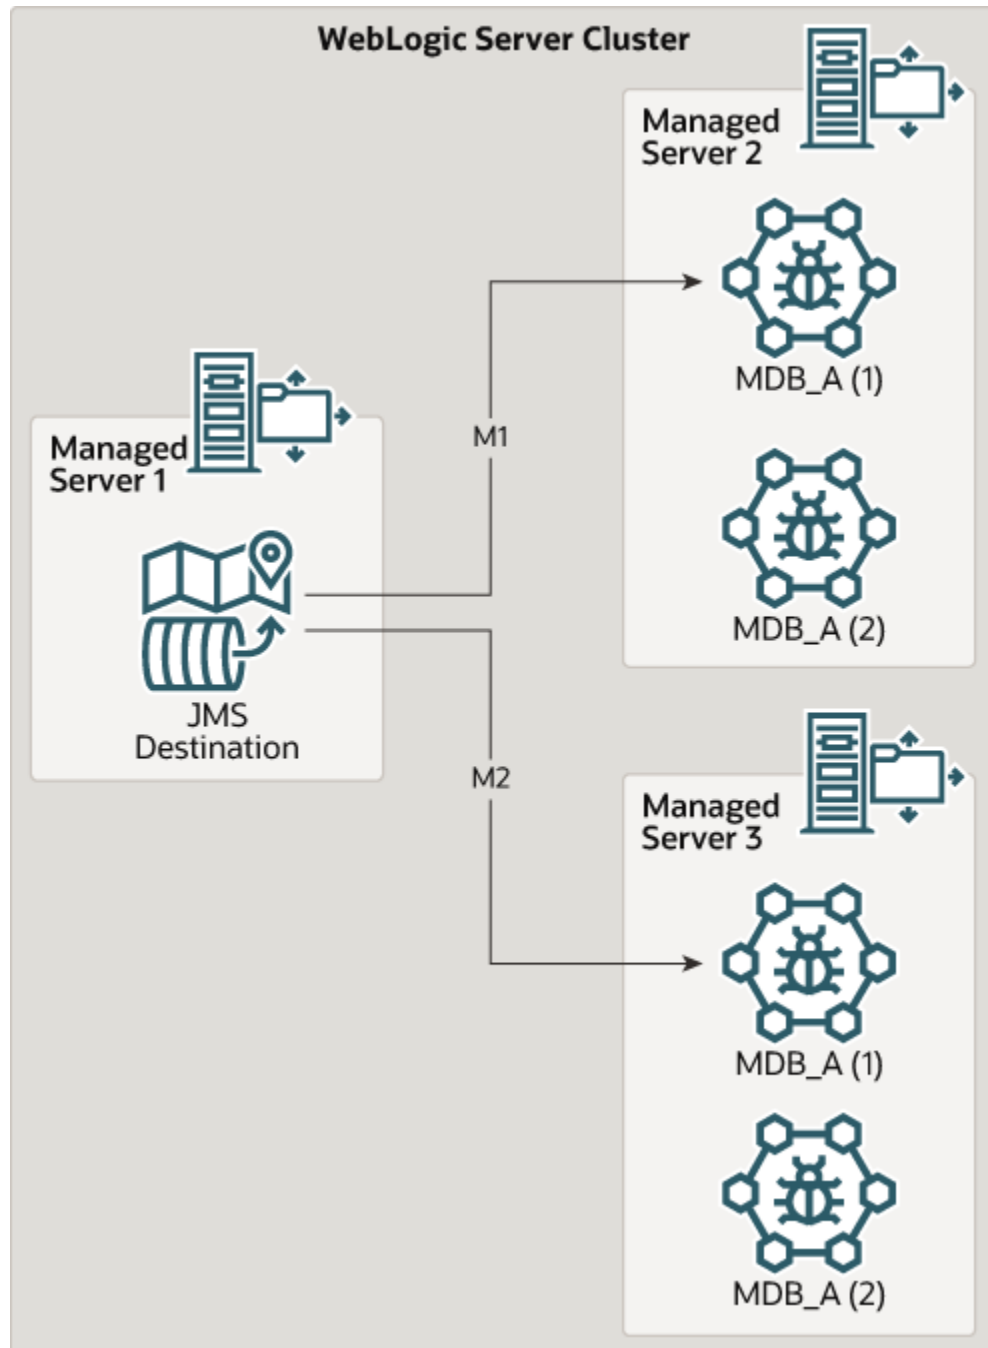 WebLogic Server Cluster
Managed
Server 2
MDB_A (1)
M1
Managed
Server 1
MDB_A (2)
JMS
Destination
M2
Managed
Server 3
MDB_A (1)
MDB_A (2)